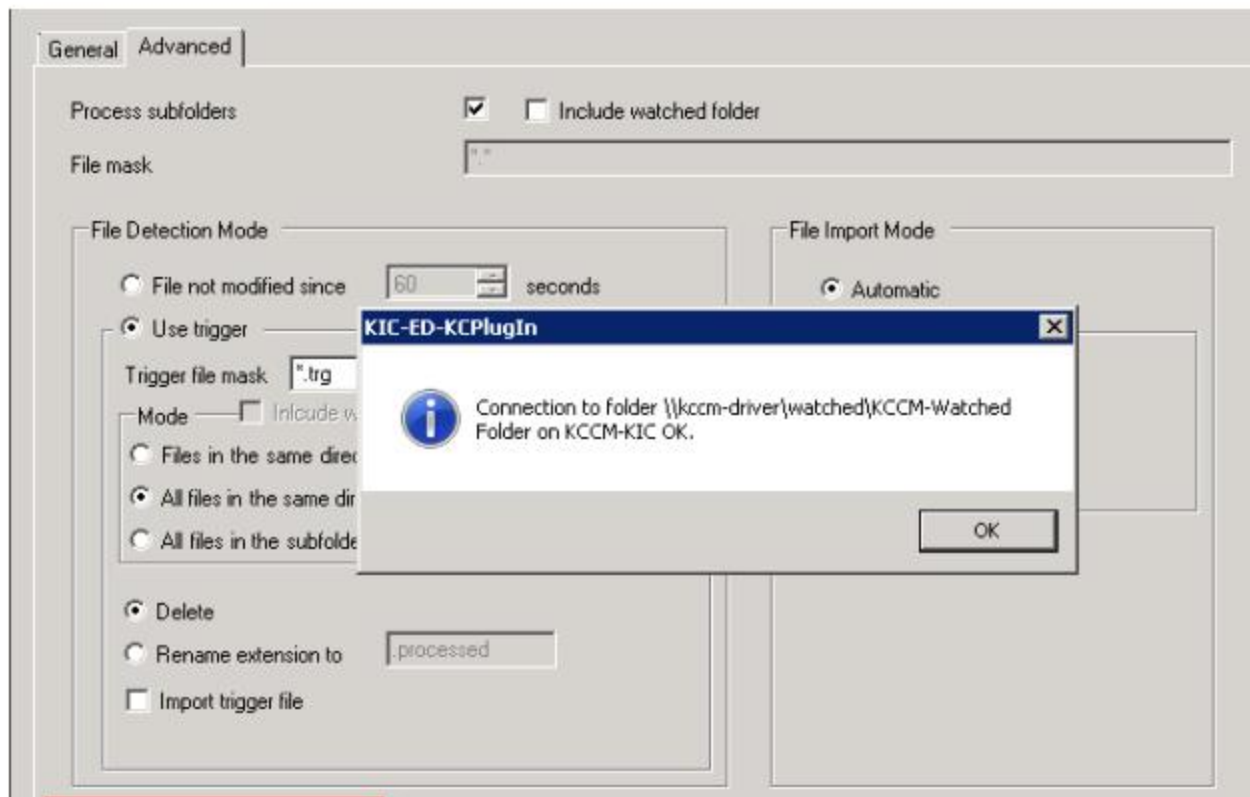 General Advanced
Process subfolders Include watched folder
File mask *.*
File Detection Mode File Import Mode
File not modified since 60 seconds Automatic
Use trigger KIC-ED-KCPlugIn
Trigger file mask *.trg
Connection to folder \\kccm-driver\watched\KCCM-Watched
Mode Inlcude w
Folder on KCCM-KIC OK.
Files in the same direc
All files in the same dir
All files in the subfolde OK
Delete
Rename extension to .processed
Import trigger file